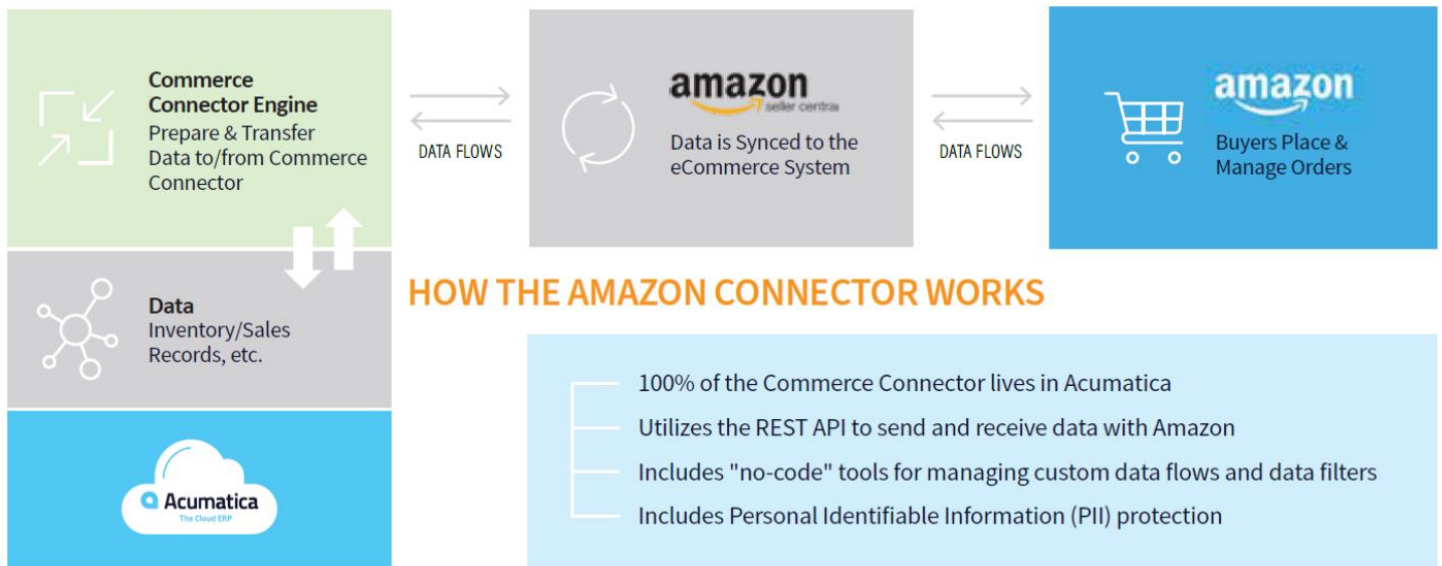 Commerce
Connector Engine
Prepare & Transfer
Data to/from Commerce
Connector
DATA FLOWS
amazon
seller centra
Data is Synced to the
eCommerce System
DATA FLOWS
amazon
Buyers Place &
Manage Orders
Data
Inventory/Sales
Records, etc.
HOW THE AMAZON CONNECTOR WORKS
100% of the Commerce Connector lives in Acumatica
Utilizes the REST API to send and receive data with Amazon
Includes "no-code" tools for managing custom data flows and data filters
Includes Personal Identifiable Information (PII) protection
Acumatica
The Cloud ERP